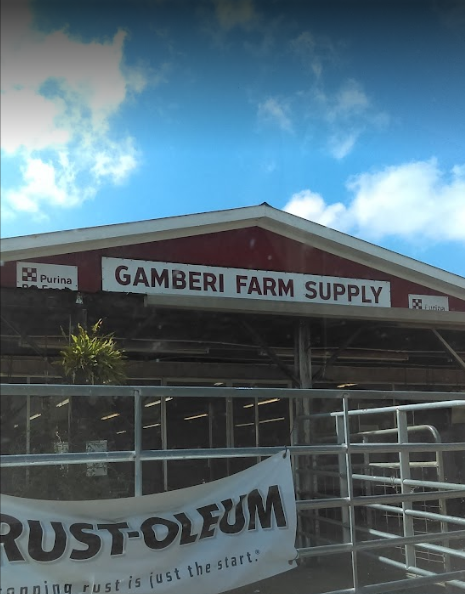 GAMBERI FARM SUPPLY
Purina
RUST-OLEUM
rust is just the start.®